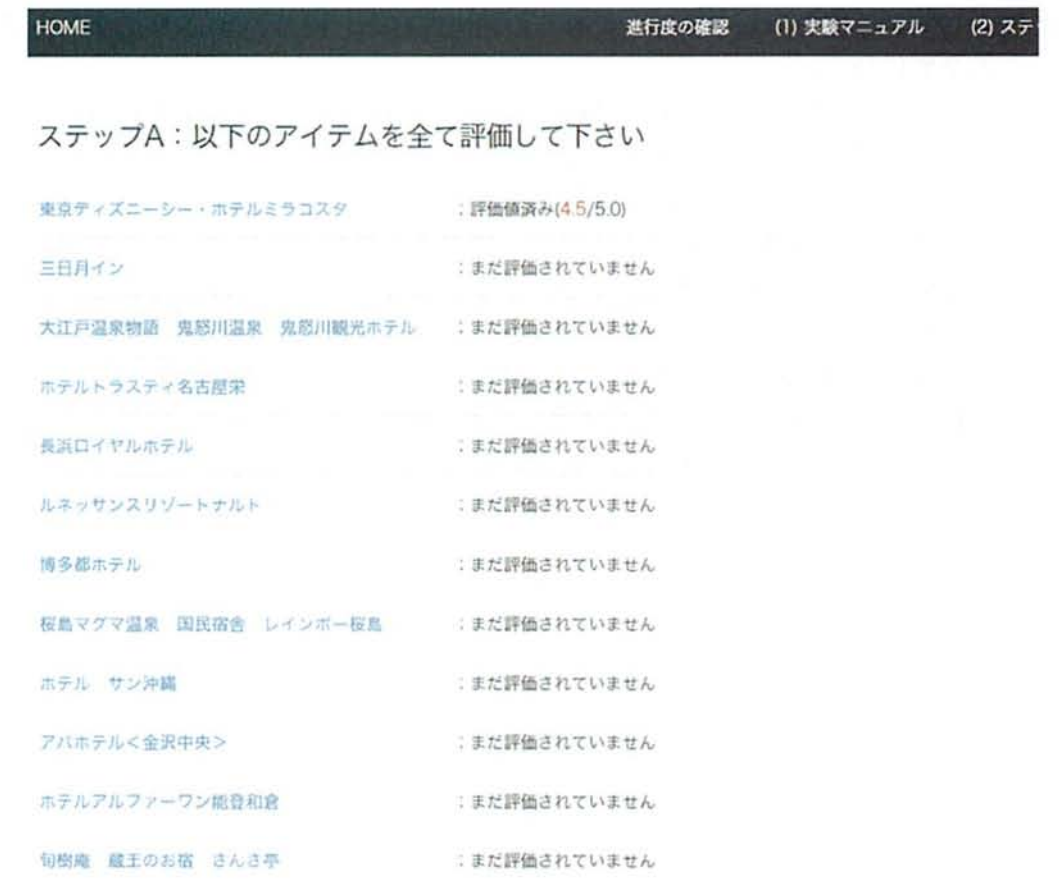 HOME 進行度の確認 (1) 実験マニュアル (2) ステ
ステップA：以下のアイテムを全て評価して下さい
東京ディズニーシー・ホテルミラコスタ ：評価値済み(4.5/5.0)
三日月イン ：まだ評価されていません
大江戸温泉物語 鬼怒川温泉 鬼怒川観光ホテル ：まだ評価されていません
ホテルトラスティ名古屋栄 ：まだ評価されていません
長浜ロイヤルホテル ：まだ評価されていません
ルネッサンスリゾートナルト ：まだ評価されていません
博多都ホテル ：まだ評価されていません
桜島マグマ温泉 国民宿舎 レインボー桜島 ：まだ評価されていません
ホテル サン沖縄 ：まだ評価されていません
アパホテル＜金沢中央＞ ：まだ評価されていません
ホテルアルファーワン能登和倉 ：まだ評価されていません
旬樹庵 蔵王のお宿 さんさ亭 ：まだ評価されていません